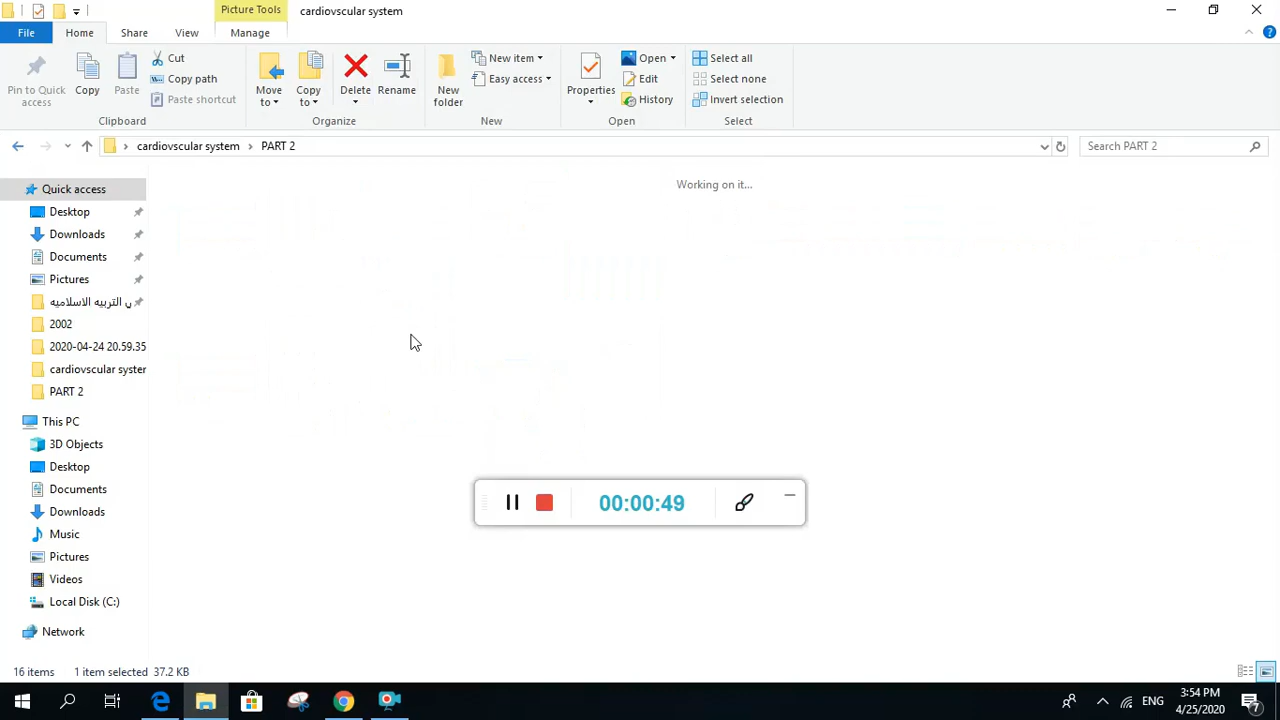 Picture Tools
cardiovscular system
File
Home
Share
View
Manage
Pin to Quick access
Copy
Paste
Cut
Copy path
Paste shortcut
Clipboard
Move to
Copy to
Delete
Rename
Organize
New folder
New item
Easy access
New
Properties
Open
Edit
History
Open
Select all
Select none
Invert selection
Select
cardiovscular system > PART 2
Search PART 2
Working on it...
Quick access
Desktop
Downloads
Documents
Pictures
ي التربيه الاسلاميه
2002
2020-04-24 20.59.35
cardiovscular syster
PART 2
This PC
3D Objects
Desktop
Documents
Downloads
Music
Pictures
Videos
Local Disk (C:)
Network
00:00:49
16 items
1 item selected 37.2 KB
ENG
3:54 PM
4/25/2020
7